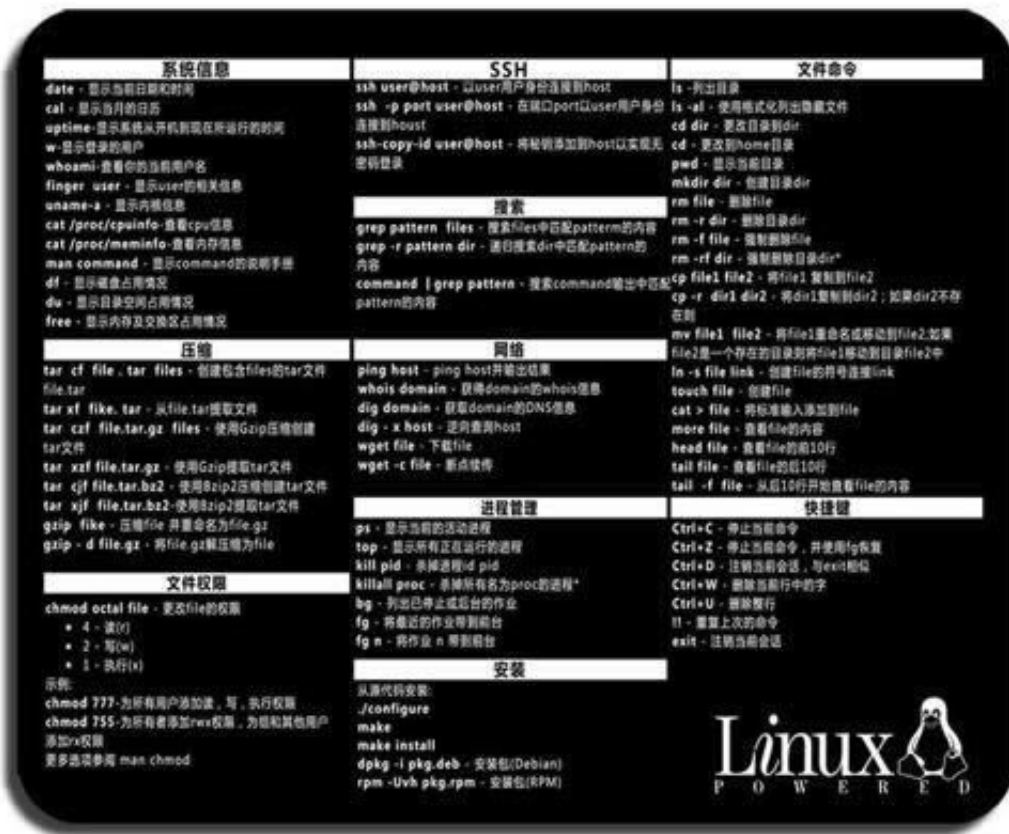 系统信息
date - 显示当前日期和时间
cal - 显示当月的日历
uptime-显示系统从开机到现在所运行的时间
w-显示登录的用户
whoami-查看你的当前用户名
finger user - 显示user的相关信息
uname-a - 显示内核信息
cat /proc/cpuinfo-查看cpu信息
cat /proc/meminfo-查看内存信息
man command - 显示command的说明手册
df - 显示磁盘占用情况
du - 显示目录空间占用情况
free - 显示内存及交换区占用情况
压缩
tar cf file . tar files - 创建包含files的tar文件
file.tar
tar xf fike. tar - 从file.tar提取文件
tar czf file.tar.gz files - 使用Gzip压缩创建
tar文件
tar xzf file.tar.gz - 使用Gzip提取tar文件
tar cjf file.tar.bz2 - 使用Bzip2压缩创建tar文件
tar xjf file.tar.bz2-使用Bzip2提取tar文件
gzip fike - 压缩file 并重命名为file.gz
gzip - d file.gz - 将file.gz解压缩为file
文件权限
chmod octal file - 更改file的权限
• 4 - 读(r)
• 2 - 写(w)
• 1 - 执行(x)
示例:
chmod 777-为所有用户添加读，写，执行权限
chmod 755-为所有者添加rwx权限，为组和其他用户
添加rx权限
更多选项参阅 man chmod
SSH
ssh user@host - 以user用户身份连接到host
ssh -p port user@host - 在端口port以user用户身份
连接到houst
ssh-copy-id user@host - 将秘钥添加到host以实现无
密码登录
搜索
grep pattern files - 搜索files中匹配patterm的内容
grep -r pattern dir - 递归搜索dir中匹配pattern的
内容
command | grep pattern - 搜索command输出中匹配
pattern的内容
网络
ping host - ping host并输出结果
whois domain - 获得domain的whois信息
dig domain - 获取domain的DNS信息
dig - x host - 逆向查询host
wget file - 下载file
wget -c file - 断点续传
进程管理
ps - 显示当前的活动进程
top - 显示所有正在运行的进程
kill pid - 杀掉进程id pid
killall proc - 杀掉所有名为proc的进程*
bg - 列出已停止或后台的作业
fg - 将最近的作业带到前台
fg n - 将作业 n 带到前台
安装
从源代码安装:
./configure
make
make install
dpkg -i pkg.deb - 安装包(Debian)
rpm -Uvh pkg.rpm - 安装包(RPM)
文件命令
ls -列出目录
ls -al - 使用格式化列出隐藏文件
cd dir - 更改目录到dir
cd - 更改到home目录
pwd - 显示当前目录
mkdir dir - 创建目录dir
rm file - 删除file
rm -r dir - 删除目录dir
rm -f file - 强制删除file
rm -rf dir - 强制删除目录dir*
cp file1 file2 - 将file1 复制到file2
cp -r dir1 dir2 - 将dir1复制到dir2；如果dir2不存
在则
mv file1 file2 - 将file1重命名或移动到file2;如果
file2是一个存在的目录则将file1移动到目录file2中
ln -s file link - 创建file的符号连接link
touch file - 创建file
cat > file - 将标准输入添加到file
more file - 查看file的内容
head file - 查看file的前10行
tail file - 查看file的后10行
tail -f file - 从后10行开始查看file的内容
快捷键
Ctrl+C - 停止当前命令
Ctrl+Z - 停止当前命令，并使用fg恢复
Ctrl+D - 注销当前会话，与exit相似
Ctrl+W - 删除当前行中的字
Ctrl+U - 删除整行
!! - 重复上次的命令
exit - 注销当前会话
Linux
POWERED